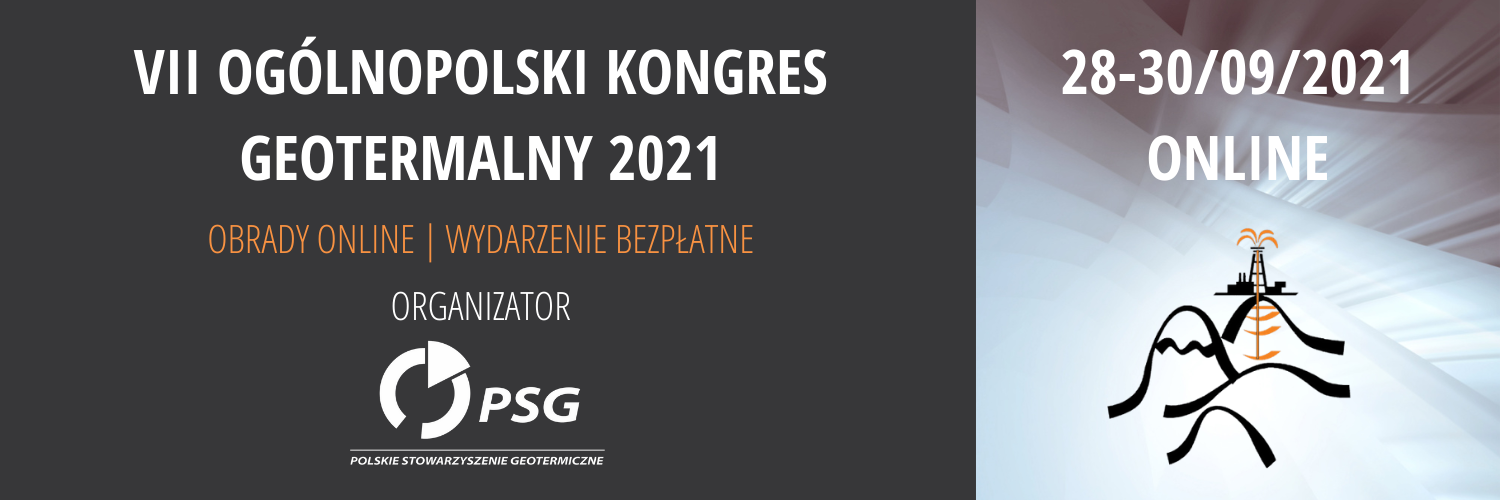 VII OGÓLNOPOLSKI KONGRES
GEOTERMALNY 2021
OBRADY ONLINE | WYDARZENIE BEZPŁATNE
ORGANIZATOR
PSG
POLSKIE STOWARZYSZENIE GEOTERMICZNE
28-30/09/2021
ONLINE